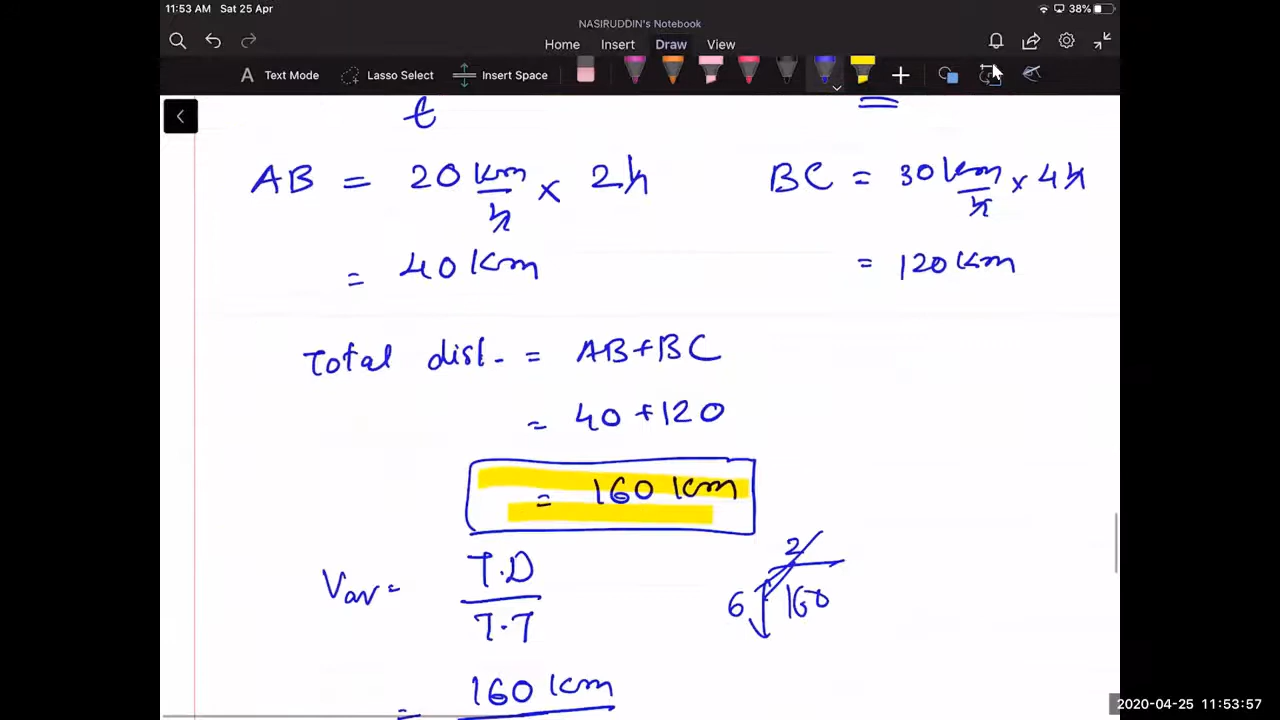 11:53 AM Sat 25 Apr
38%
NASIRUDDIN's Notebook
Home Insert Draw View
Text Mode Lasso Select Insert Space
t
AB = 20 km/h × 2h
BC = 30 km/h × 4h
= 40 km
= 120 km
Total dist. = AB+BC
= 40 +120
= 160 km
Vav = T.D
T.T
2
6 160
160 km
=
2020-04-25 11:53:57